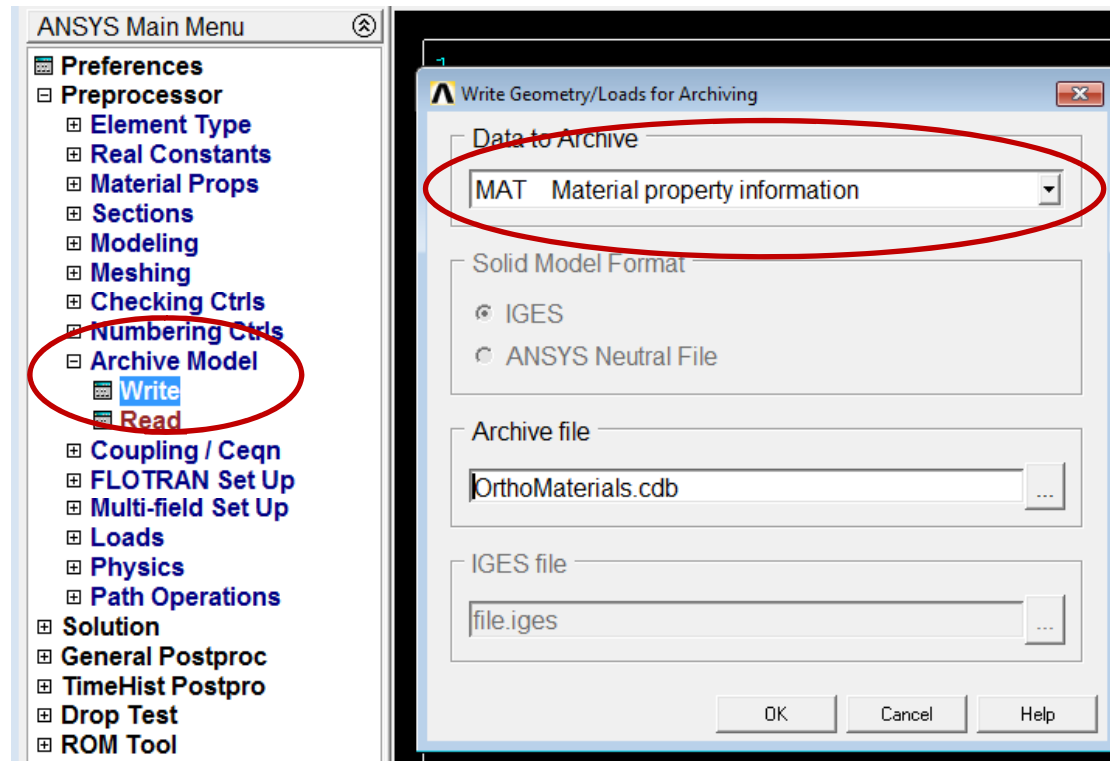 ANSYS Main Menu
Preferences
Preprocessor
Element Type
Real Constants
Material Props
Sections
Modeling
Meshing
Checking Ctrls
Numbering Ctrls
Archive Model
Write
Read
Coupling / Ceqn
FLOTRAN Set Up
Multi-field Set Up
Loads
Physics
Path Operations
Solution
General Postproc
TimeHist Postpro
Drop Test
ROM Tool
Write Geometry/Loads for Archiving
Data to Archive
MAT Material property information
Solid Model Format
IGES
ANSYS Neutral File
Archive file
OrthoMaterials.cdb
...
IGES file
file.iges
...
OK Cancel Help